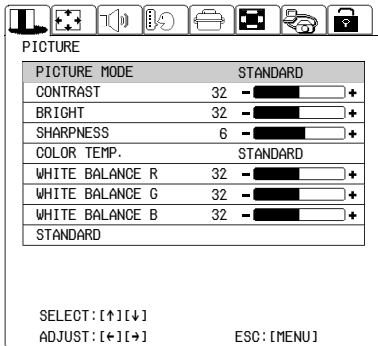 PICTURE
PICTURE MODE STANDARD
CONTRAST 32 - +
BRIGHT 32 - +
SHARPNESS 6 - +
COLOR TEMP. STANDARD
WHITE BALANCE R 32 - +
WHITE BALANCE G 32 - +
WHITE BALANCE B 32 - +
STANDARD
SELECT:[↑][↓]
ADJUST:[←][→] ESC:[MENU]